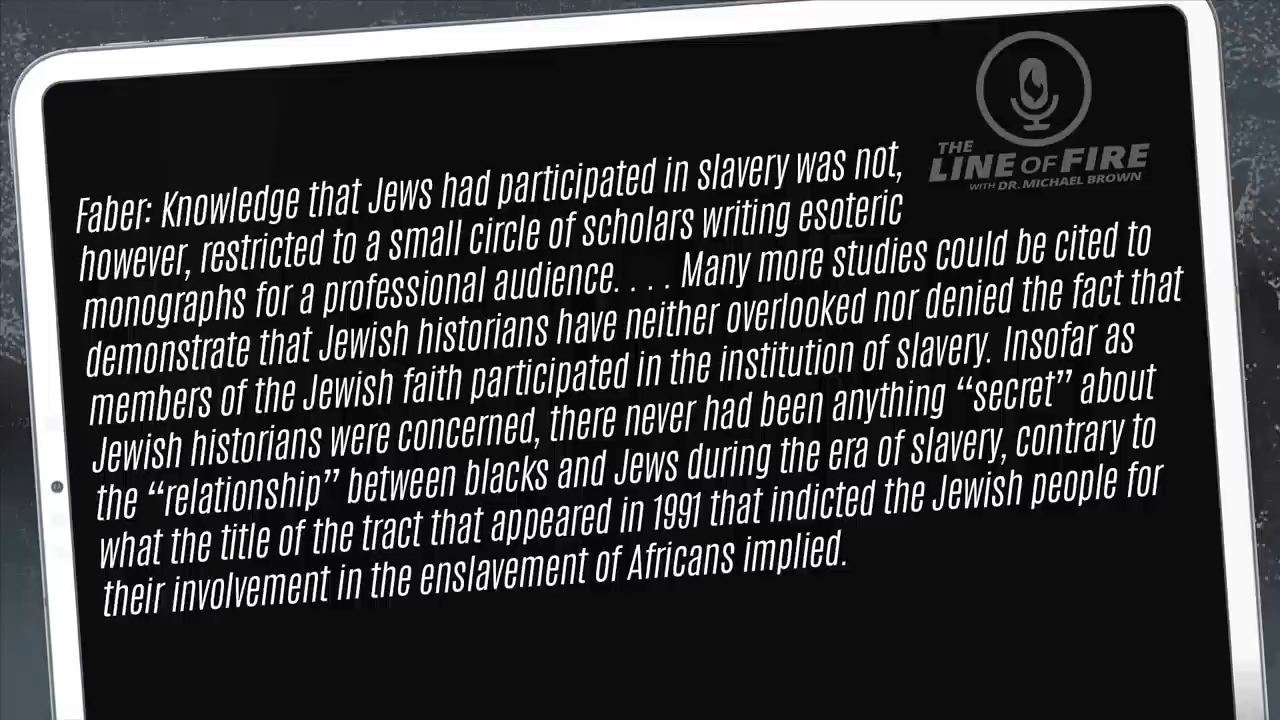 THE
LINE OF FIRE
WITH DR. MICHAEL BROWN
Faber: Knowledge that Jews had participated in slavery was not,
however, restricted to a small circle of scholars writing esoteric
monographs for a professional audience. . . . Many more studies could be cited to
demonstrate that Jewish historians have neither overlooked nor denied the fact that
members of the Jewish faith participated in the institution of slavery. Insofar as
Jewish historians were concerned, there never had been anything “secret” about
the “relationship” between blacks and Jews during the era of slavery, contrary to
what the title of the tract that appeared in 1991 that indicted the Jewish people for
their involvement in the enslavement of Africans implied.